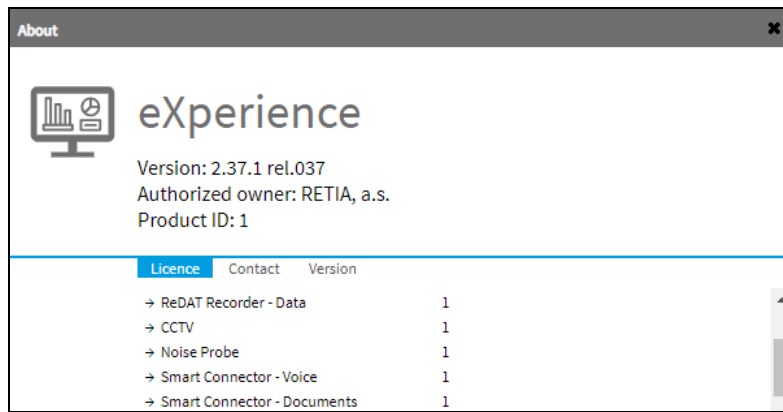 About
eXperience
Version: 2.37.1 rel.037
Authorized owner: RETIA, a.s.
Product ID: 1
Licence Contact Version
→ ReDAT Recorder - Data 1
→ CCTV 1
→ Noise Probe 1
→ Smart Connector - Voice 1
→ Smart Connector - Documents 1